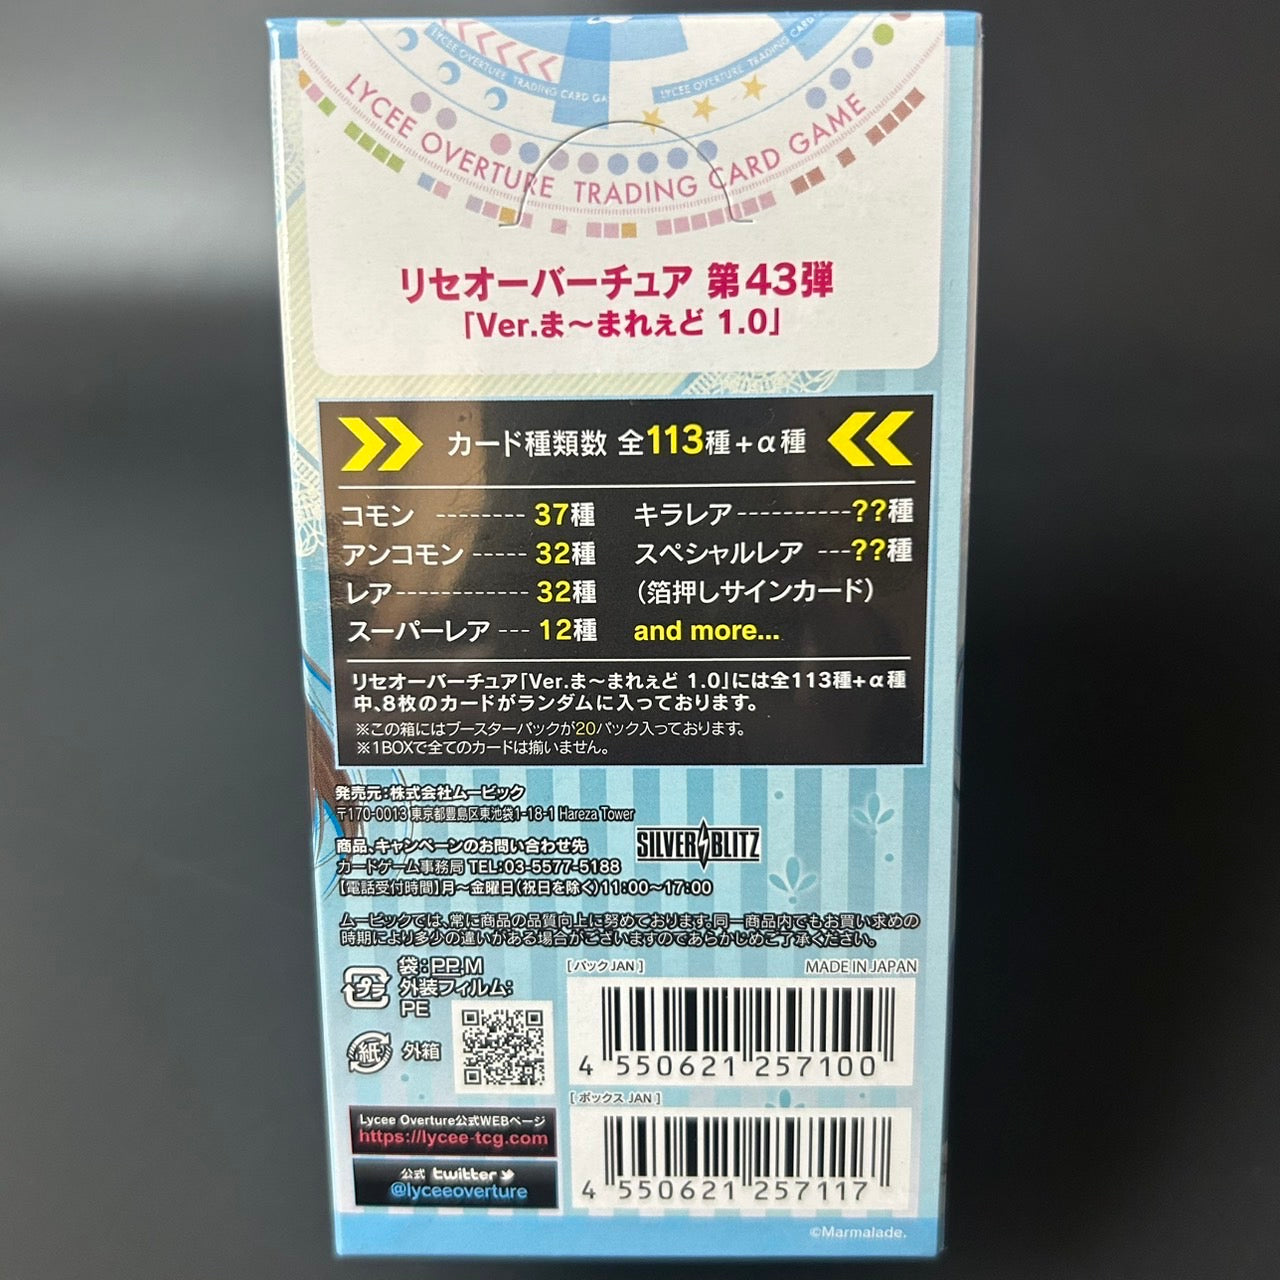 LYCEE OVERTURE TRADING CARD GA
LYCEE OVERTURE TRADING CARD
LYCEE OVERTURE TRADING CARD GAME
リセオーバーチュア 第43弾
「Ver.ま～まれぇど 1.0」
カード種類数 全113種+α種
コモン -------- 37種
アンコモン ----- 32種
レア------------ 32種
スーパーレア --- 12種
キラレア----------??種
スペシャルレア ---??種
(箔押しサインカード)
and more...
リセオーバーチュア「Ver.ま～まれぇど 1.0」には全113種+α種
中、8枚のカードがランダムに入っております。
※この箱にはブースターパックが20パック入っております。
※1BOXで全てのカードは揃いません。
発売元:株式会社ムービック
〒170-0013 東京都豊島区東池袋1-18-1 Hareza Tower
商品、キャンペーンのお問い合わせ先
カードゲーム事務局 TEL:03-5577-5188
【電話受付時間】月～金曜日(祝日を除く)11:00～17:00
SILVER BLITZ
ムービックでは、常に商品の品質向上に努めております。同一商品内でもお買い求めの
時期により多少の違いがある場合がございますのであらかじめご了承ください。
プラ
袋:PP,M
外装フィルム:
PE
紙 外箱
[パックJAN]
MADE IN JAPAN
4 550621 257100
[ボックス JAN]
4 550621 257117
Lycee Overture公式WEBページ
https://lycee-tcg.com
公式 twitter
@lyceeoverture
©Marmalade.